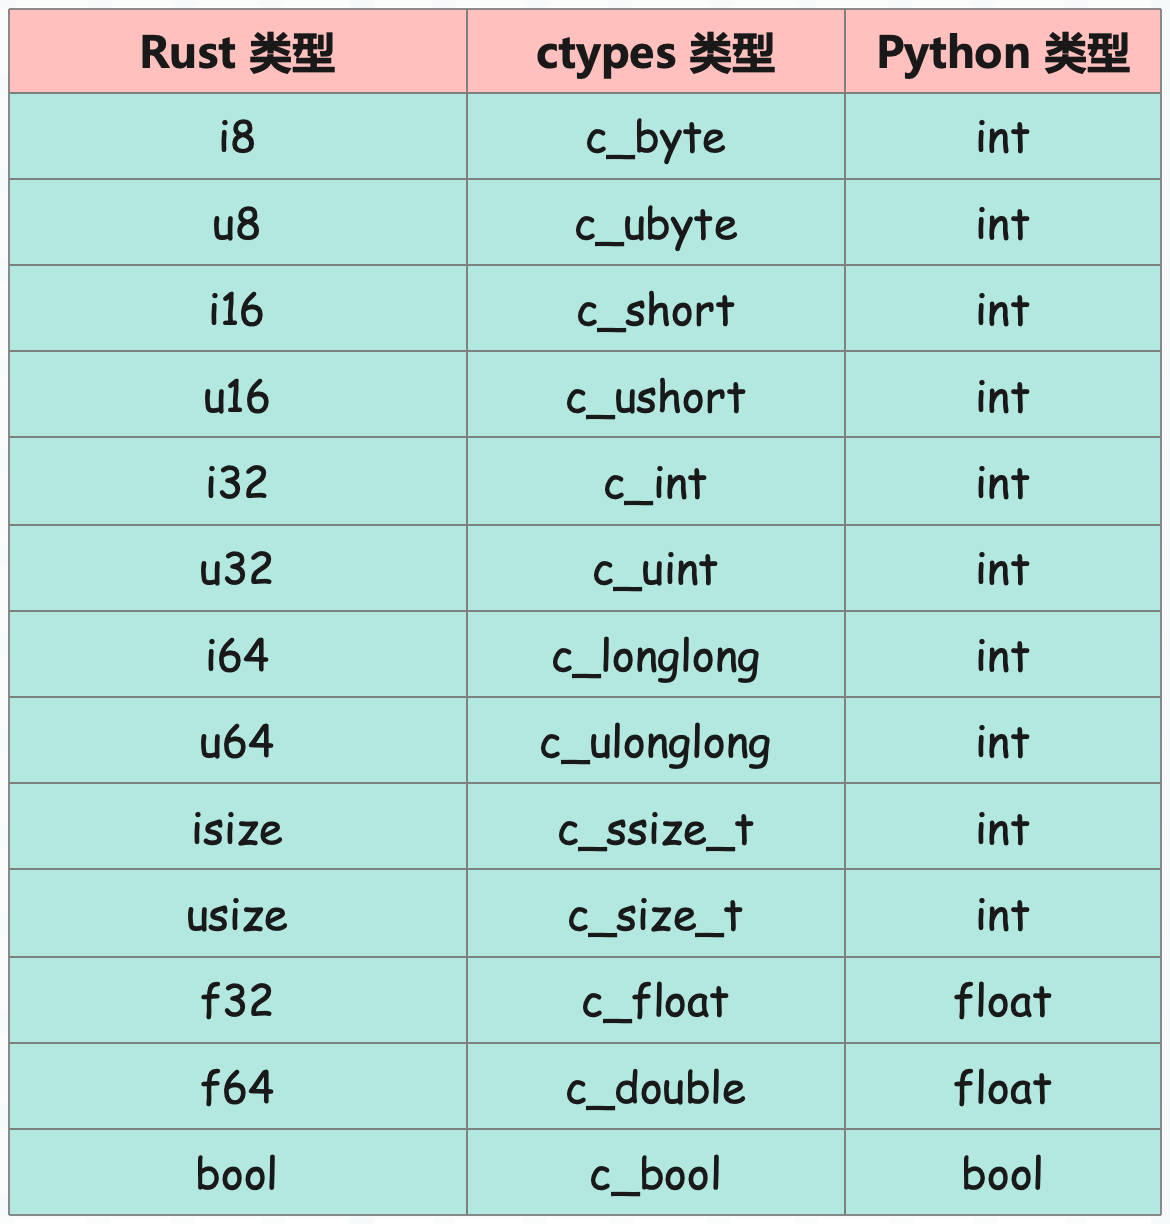 Rust 类型 ctypes 类型 Python 类型
i8 c_byte int
u8 c_ubyte int
i16 c_short int
u16 c_ushort int
i32 c_int int
u32 c_uint int
i64 c_longlong int
u64 c_ulonglong int
isize c_ssize_t int
usize c_size_t int
f32 c_float float
f64 c_double float
bool c_bool bool